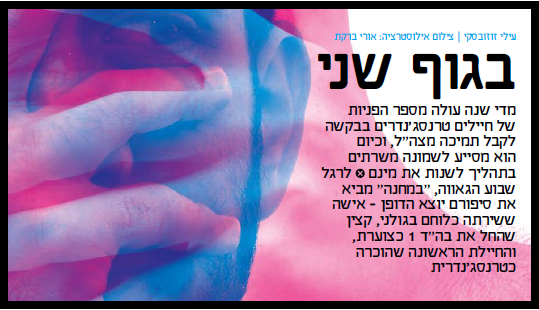 עילי זוזובסקי | צילום אילוסטרציה: אורי ברקת
בגוף שני
מדי שנה עולה מספר הפניות
של חיילים טרנסג'נדרים בבקשה
לקבל תמיכה מצה"ל, וכיום
הוא מסייע לשמונה משרתים
בתהליך לשנות את מינם ✪ לרגל
שבוע הגאווה, "במחנה" מביא
את סיפורם יוצא הדופן - אישה
ששירתה כלוחם בגולני, קצין
שהחל את בה"ד 1 כצוערת,
והחיילת הראשונה שהוכרה
כטרנסג'נדרית